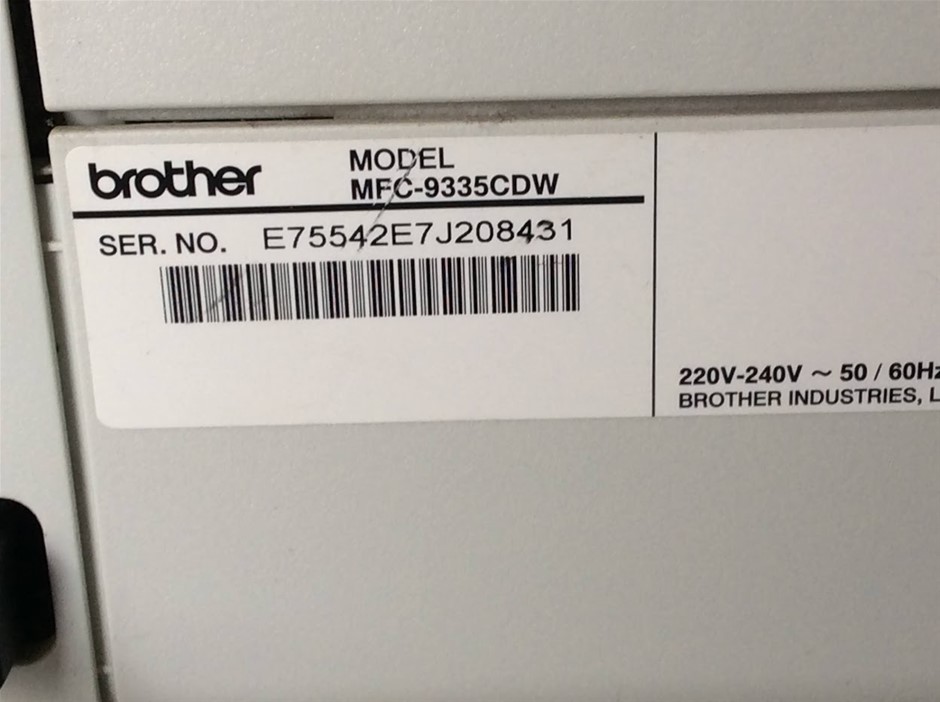 brother
MODEL
MFC-9335CDW
SER. NO. E75542E7J208431
220V-240V ~ 50 / 60Hz
BROTHER INDUSTRIES, L